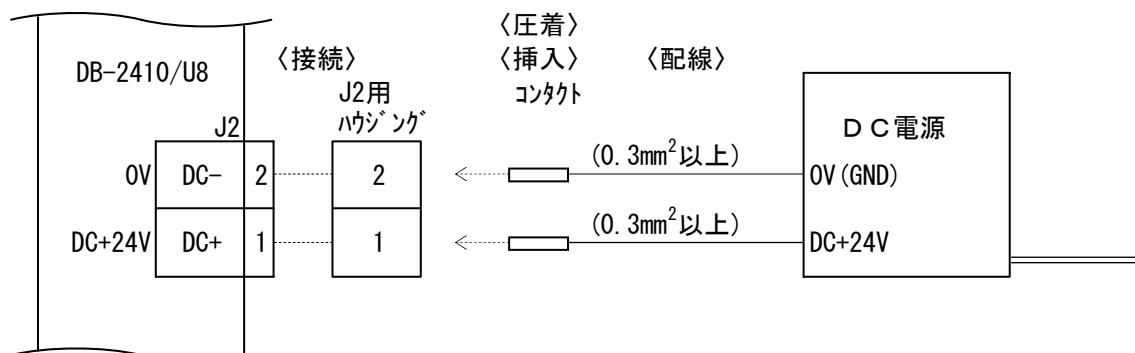 〈圧着〉
〈接続〉 〈挿入〉 〈配線〉
DB-2410/U8
J2用 ｺﾝﾀｸﾄ
J2 ﾊｳｼﾞﾝｸﾞ DC電源
0V DC- 2 2 (0.3mm²以上) 0V(GND)
DC+24V DC+ 1 1 (0.3mm²以上) DC+24V